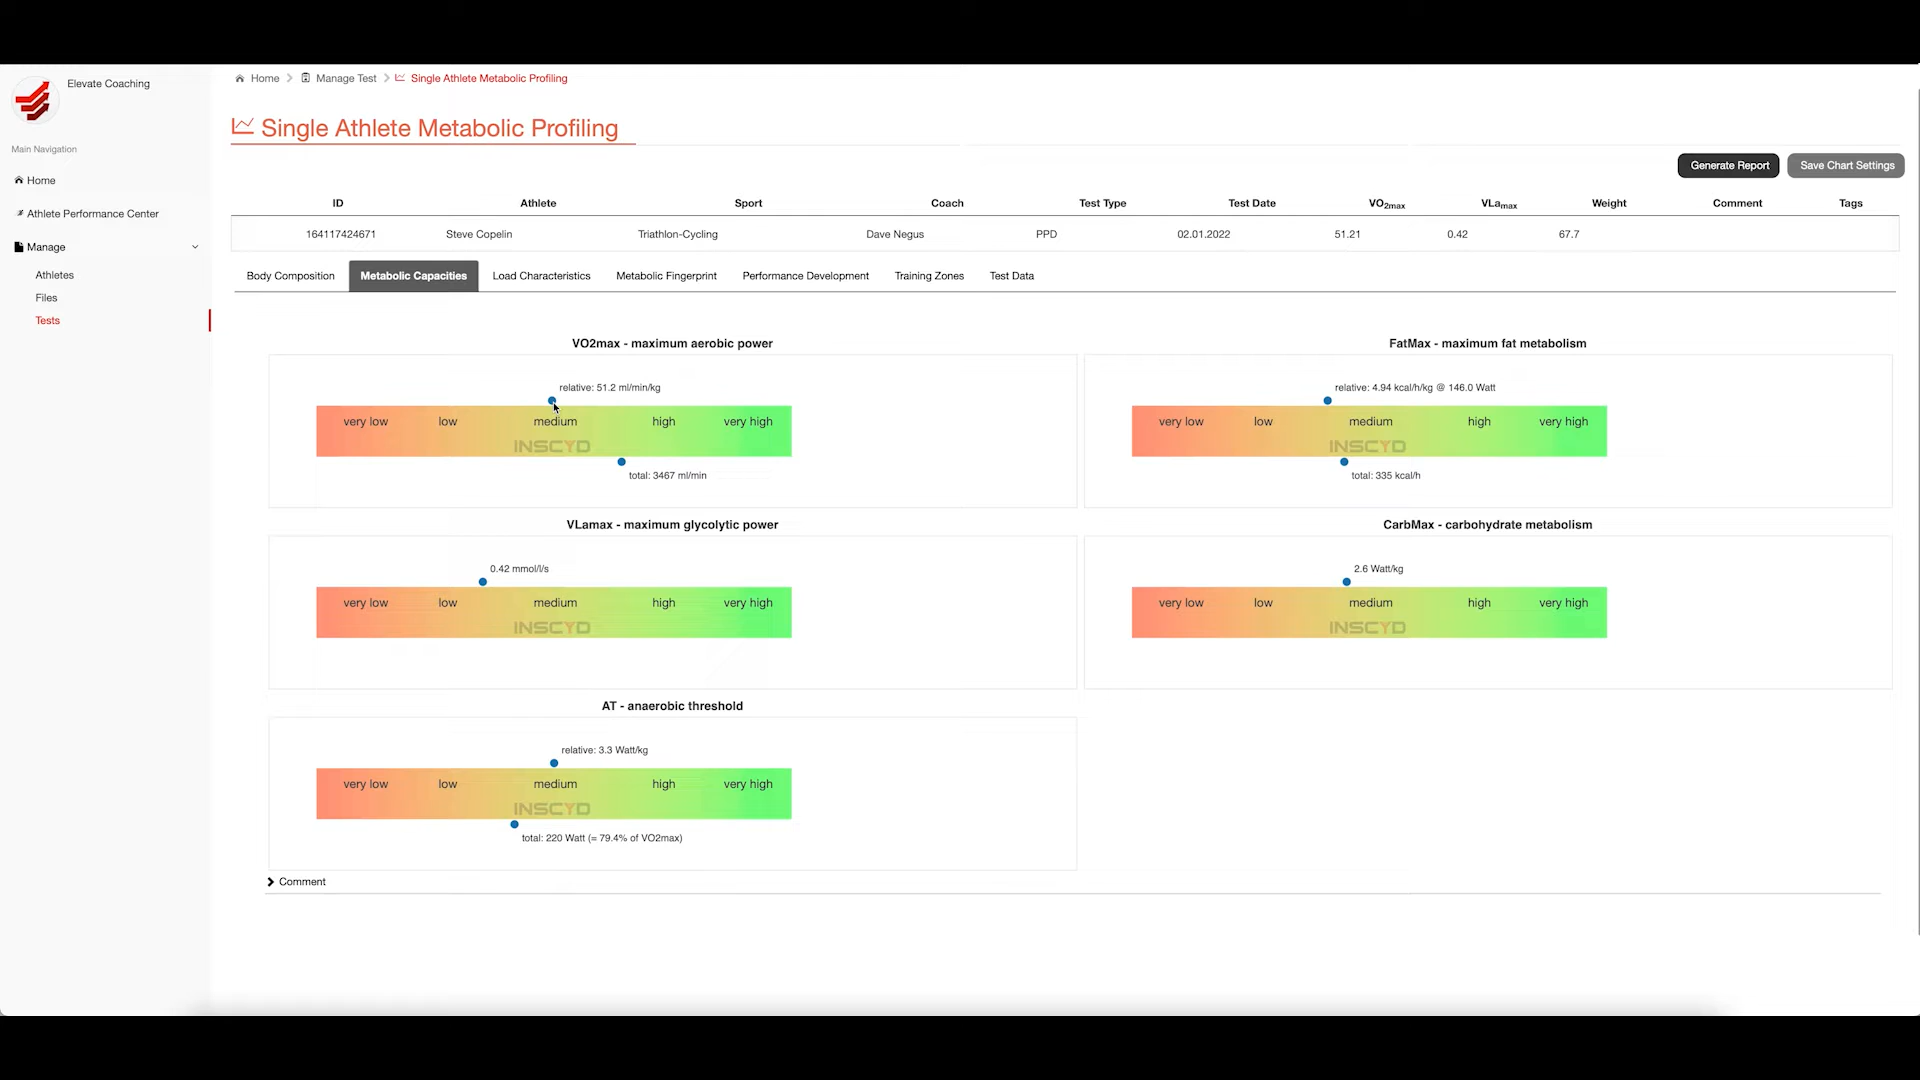 Elevate Coaching
Main Navigation
Home
Athlete Performance Center
Manage
Athletes
Files
Tests
Home > Manage Test > Single Athlete Metabolic Profiling
Single Athlete Metabolic Profiling
Generate Report Save Chart Settings
ID Athlete Sport Coach Test Type Test Date VO2max VLamax Weight Comment Tags
164117424671 Steve Copelin Triathlon-Cycling Dave Negus PPD 02.01.2022 51.21 0.42 67.7
Body Composition Metabolic Capacities Load Characteristics Metabolic Fingerprint Performance Development Training Zones Test Data
VO2max - maximum aerobic power
relative: 51.2 ml/min/kg
very low low medium high very high
INSCYD
total: 3467 ml/min
FatMax - maximum fat metabolism
relative: 4.94 kcal/h/kg @ 146.0 Watt
very low low medium high very high
INSCYD
total: 335 kcal/h
VLamax - maximum glycolytic power
0.42 mmol/l/s
very low low medium high very high
INSCYD
CarbMax - carbohydrate metabolism
2.6 Watt/kg
very low low medium high very high
INSCYD
AT - anaerobic threshold
relative: 3.3 Watt/kg
very low low medium high very high
INSCYD
total: 220 Watt (= 79.4% of VO2max)
Comment